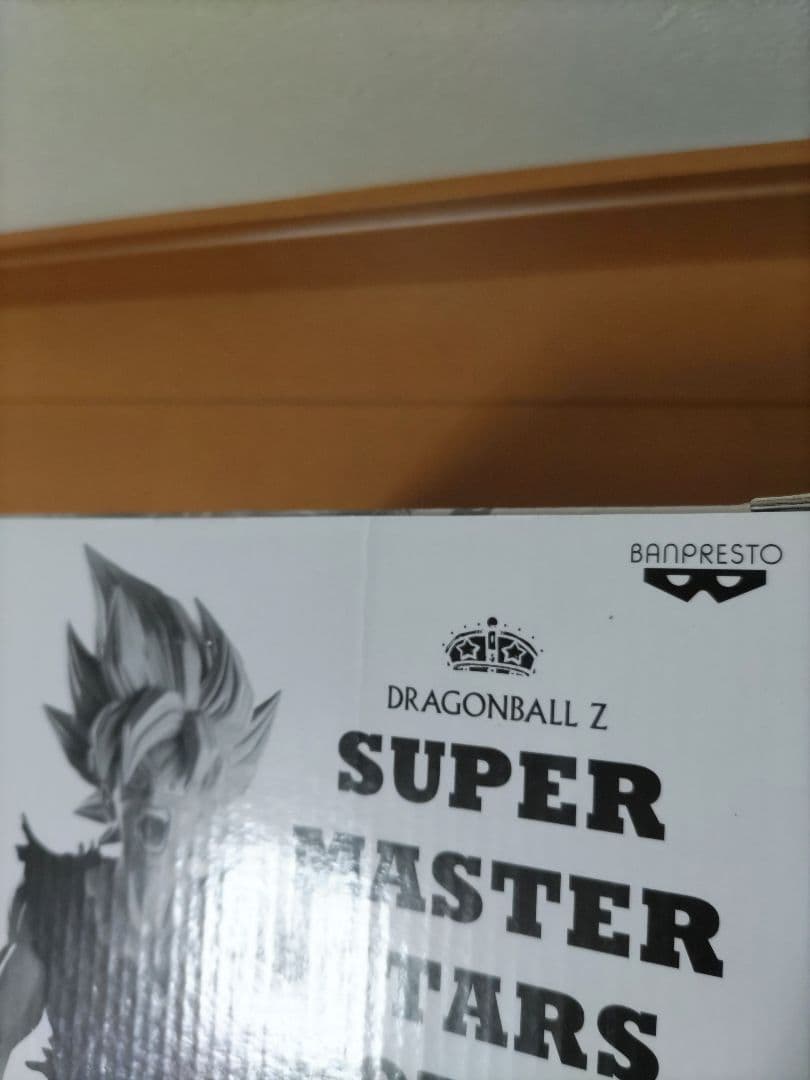 BANPRESTO
DRAGONBALL Z
SUPER
MASTER
TARS